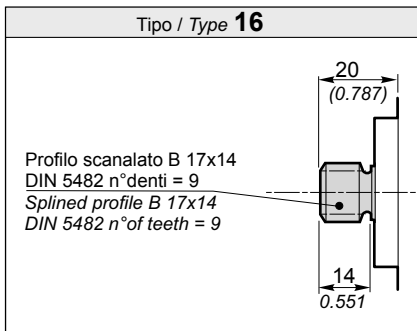 Tipo / Type 16
20
(0.787)
Profilo scanalato B 17x14
DIN 5482 n°denti = 9
Splined profile B 17x14
DIN 5482 n°of teeth = 9
14
0.551